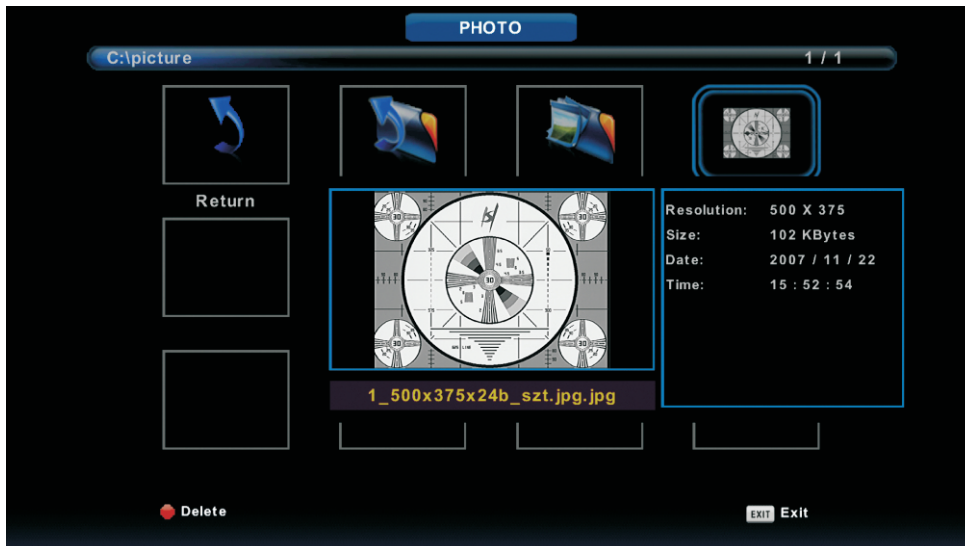 PHOTO
C:\picture 1 / 1
Return
Resolution: 500 X 375
Size: 102 KBytes
Date: 2007 / 11 / 22
Time: 15 : 52 : 54
1_500x375x24b_szt.jpg.jpg
Delete
EXIT Exit